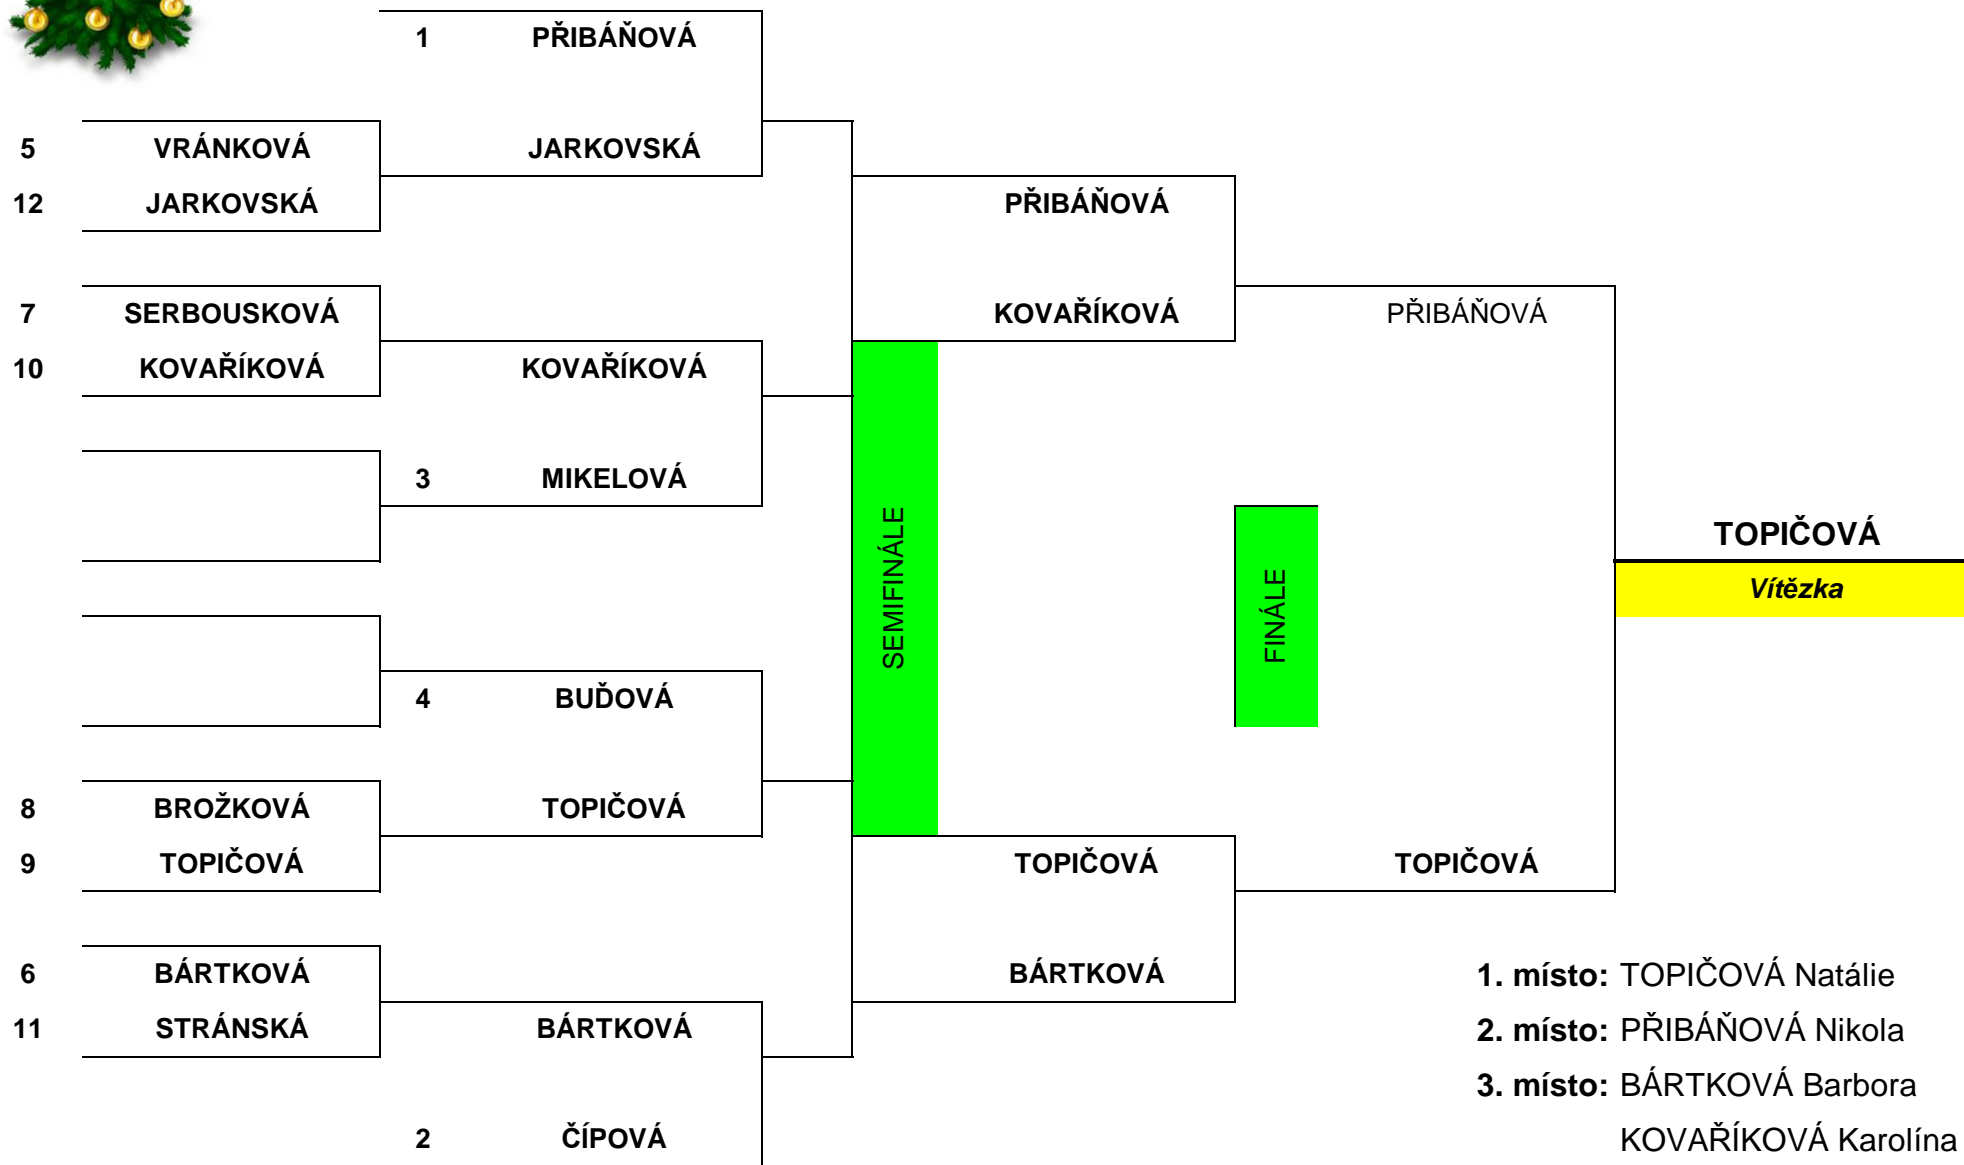 1 PŘIBÁŇOVÁ
5 VRÁNKOVÁ JARKOVSKÁ
12 JARKOVSKÁ PŘIBÁŇOVÁ
7 SERBOUSKOVÁ KOVAŘÍKOVÁ PŘIBÁŇOVÁ
10 KOVAŘÍKOVÁ KOVAŘÍKOVÁ
3 MIKELOVÁ
SEMIFINÁLE
FINÁLE
TOPIČOVÁ
Vítězka
4 BUĎOVÁ
8 BROŽKOVÁ TOPIČOVÁ
9 TOPIČOVÁ TOPIČOVÁ TOPIČOVÁ
6 BÁRTKOVÁ BÁRTKOVÁ 1. místo: TOPIČOVÁ Natálie
11 STRÁNSKÁ BÁRTKOVÁ 2. místo: PŘIBÁŇOVÁ Nikola
3. místo: BÁRTKOVÁ Barbora
2 ČÍPOVÁ KOVAŘÍKOVÁ Karolína